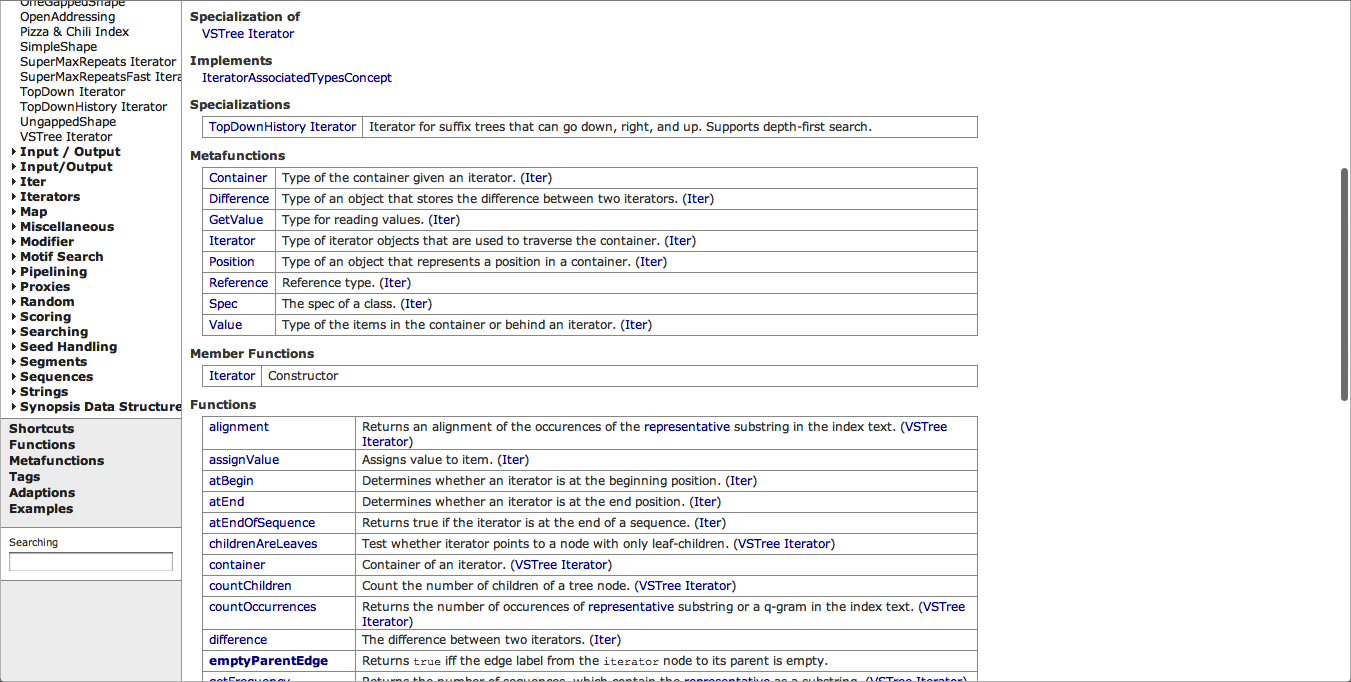 OneGappedShape
OpenAddressing
Pizza & Chili Index
SimpleShape
SuperMaxRepeats Iterator
SuperMaxRepeatsFast Itera
TopDown Iterator
TopDownHistory Iterator
UngappedShape
VSTree Iterator
Input / Output
Input/Output
Iter
Iterators
Map
Miscellaneous
Modifier
Motif Search
Pipelining
Proxies
Random
Scoring
Searching
Seed Handling
Segments
Sequences
Strings
Synopsis Data Structure
Shortcuts
Functions
Metafunctions
Tags
Adaptions
Examples
Searching
Specialization of
VSTree Iterator
Implements
IteratorAssociatedTypesConcept
Specializations
TopDownHistory Iterator Iterator for suffix trees that can go down, right, and up. Supports depth-first search.
Metafunctions
Container Type of the container given an iterator. (Iter)
Difference Type of an object that stores the difference between two iterators. (Iter)
GetValue Type for reading values. (Iter)
Iterator Type of iterator objects that are used to traverse the container. (Iter)
Position Type of an object that represents a position in a container. (Iter)
Reference Reference type. (Iter)
Spec The spec of a class. (Iter)
Value Type of the items in the container or behind an iterator. (Iter)
Member Functions
Iterator Constructor
Functions
alignment Returns an alignment of the occurences of the representative substring in the index text. (VSTree
Iterator)
assignValue Assigns value to item. (Iter)
atBegin Determines whether an iterator is at the beginning position. (Iter)
atEnd Determines whether an iterator is at the end position. (Iter)
atEndOfSequence Returns true if the iterator is at the end of a sequence. (Iter)
childrenAreLeaves Test whether iterator points to a node with only leaf-children. (VSTree Iterator)
container Container of an iterator. (VSTree Iterator)
countChildren Count the number of children of a tree node. (VSTree Iterator)
countOccurrences Returns the number of occurences of representative substring or a q-gram in the index text. (VSTree
Iterator)
difference The difference between two iterators. (Iter)
emptyParentEdge Returns true iff the edge label from the iterator node to its parent is empty.
getFrequency Returns the number of sequences, which contain the representative as a substring. (VSTree Iterator)